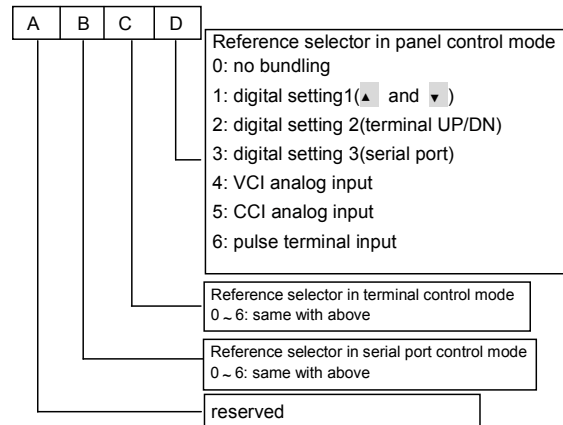 A B C D
Reference selector in panel control mode
0: no bundling
1: digital setting1(▲ and ▼)
2: digital setting 2(terminal UP/DN)
3: digital setting 3(serial port)
4: VCI analog input
5: CCI analog input
6: pulse terminal input
Reference selector in terminal control mode
0~6: same with above
Reference selector in serial port control mode
0~6: same with above
reserved